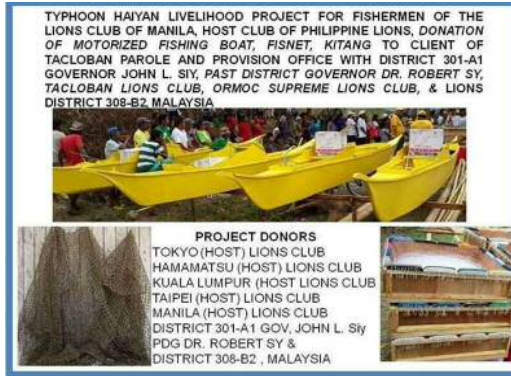 TYPHOON HAIYAN LIVELIHOOD PROJECT FOR FISHERMEN OF THE
LIONS CLUB OF MANILA, HOST CLUB OF PHILIPPINE LIONS, DONATION
OF MOTORIZED FISHING BOAT, FISNET, KITANG TO CLIENT OF
TACLOBAN PAROLE AND PROVISION OFFICE WITH DISTRICT 301-A1
GOVERNOR JOHN L. SIY, PAST DISTRICT GOVERNOR DR. ROBERT SY,
TACLOBAN LIONS CLUB, ORMOC SUPREME LIONS CLUB, & LIONS
DISTRICT 308-B2, MALAYSIA
PROJECT DONORS
TOKYO (HOST) LIONS CLUB
HAMAMATSU (HOST) LIONS CLUB
KUALA LUMPUR (HOST LIONS CLUB
TAIPEI (HOST) LIONS CLUB
MANILA (HOST) LIONS CLUB
DISTRICT 301-A1 GOV, JOHN L. Siy
PDG DR. ROBERT SY &
DISTRICT 308-B2 , MALAYSIA